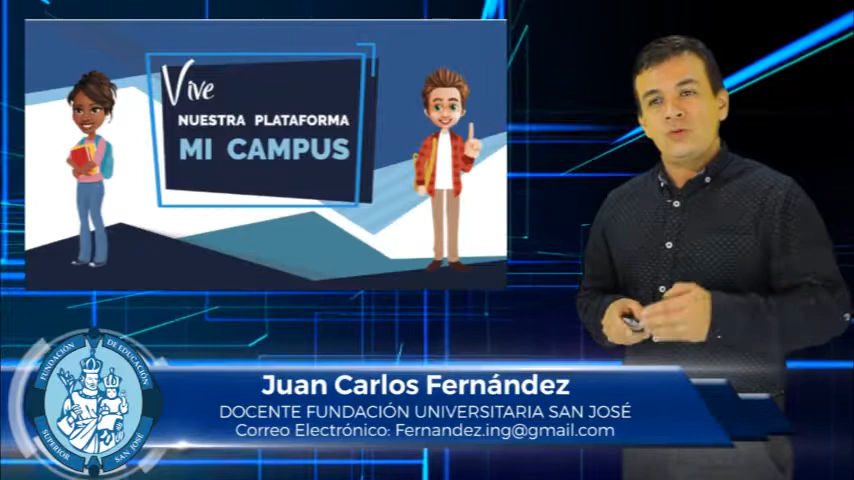 Vive
NUESTRA PLATAFORMA
MI CAMPUS
Juan Carlos Fernández
DOCENTE FUNDACIÓN UNIVERSITARIA SAN JOSÉ
Correo Electrónico: Fernandez.ing@gmail.com
FUNDACIÓN DE EDUCACIÓN
SUPERIOR SAN JOSÉ